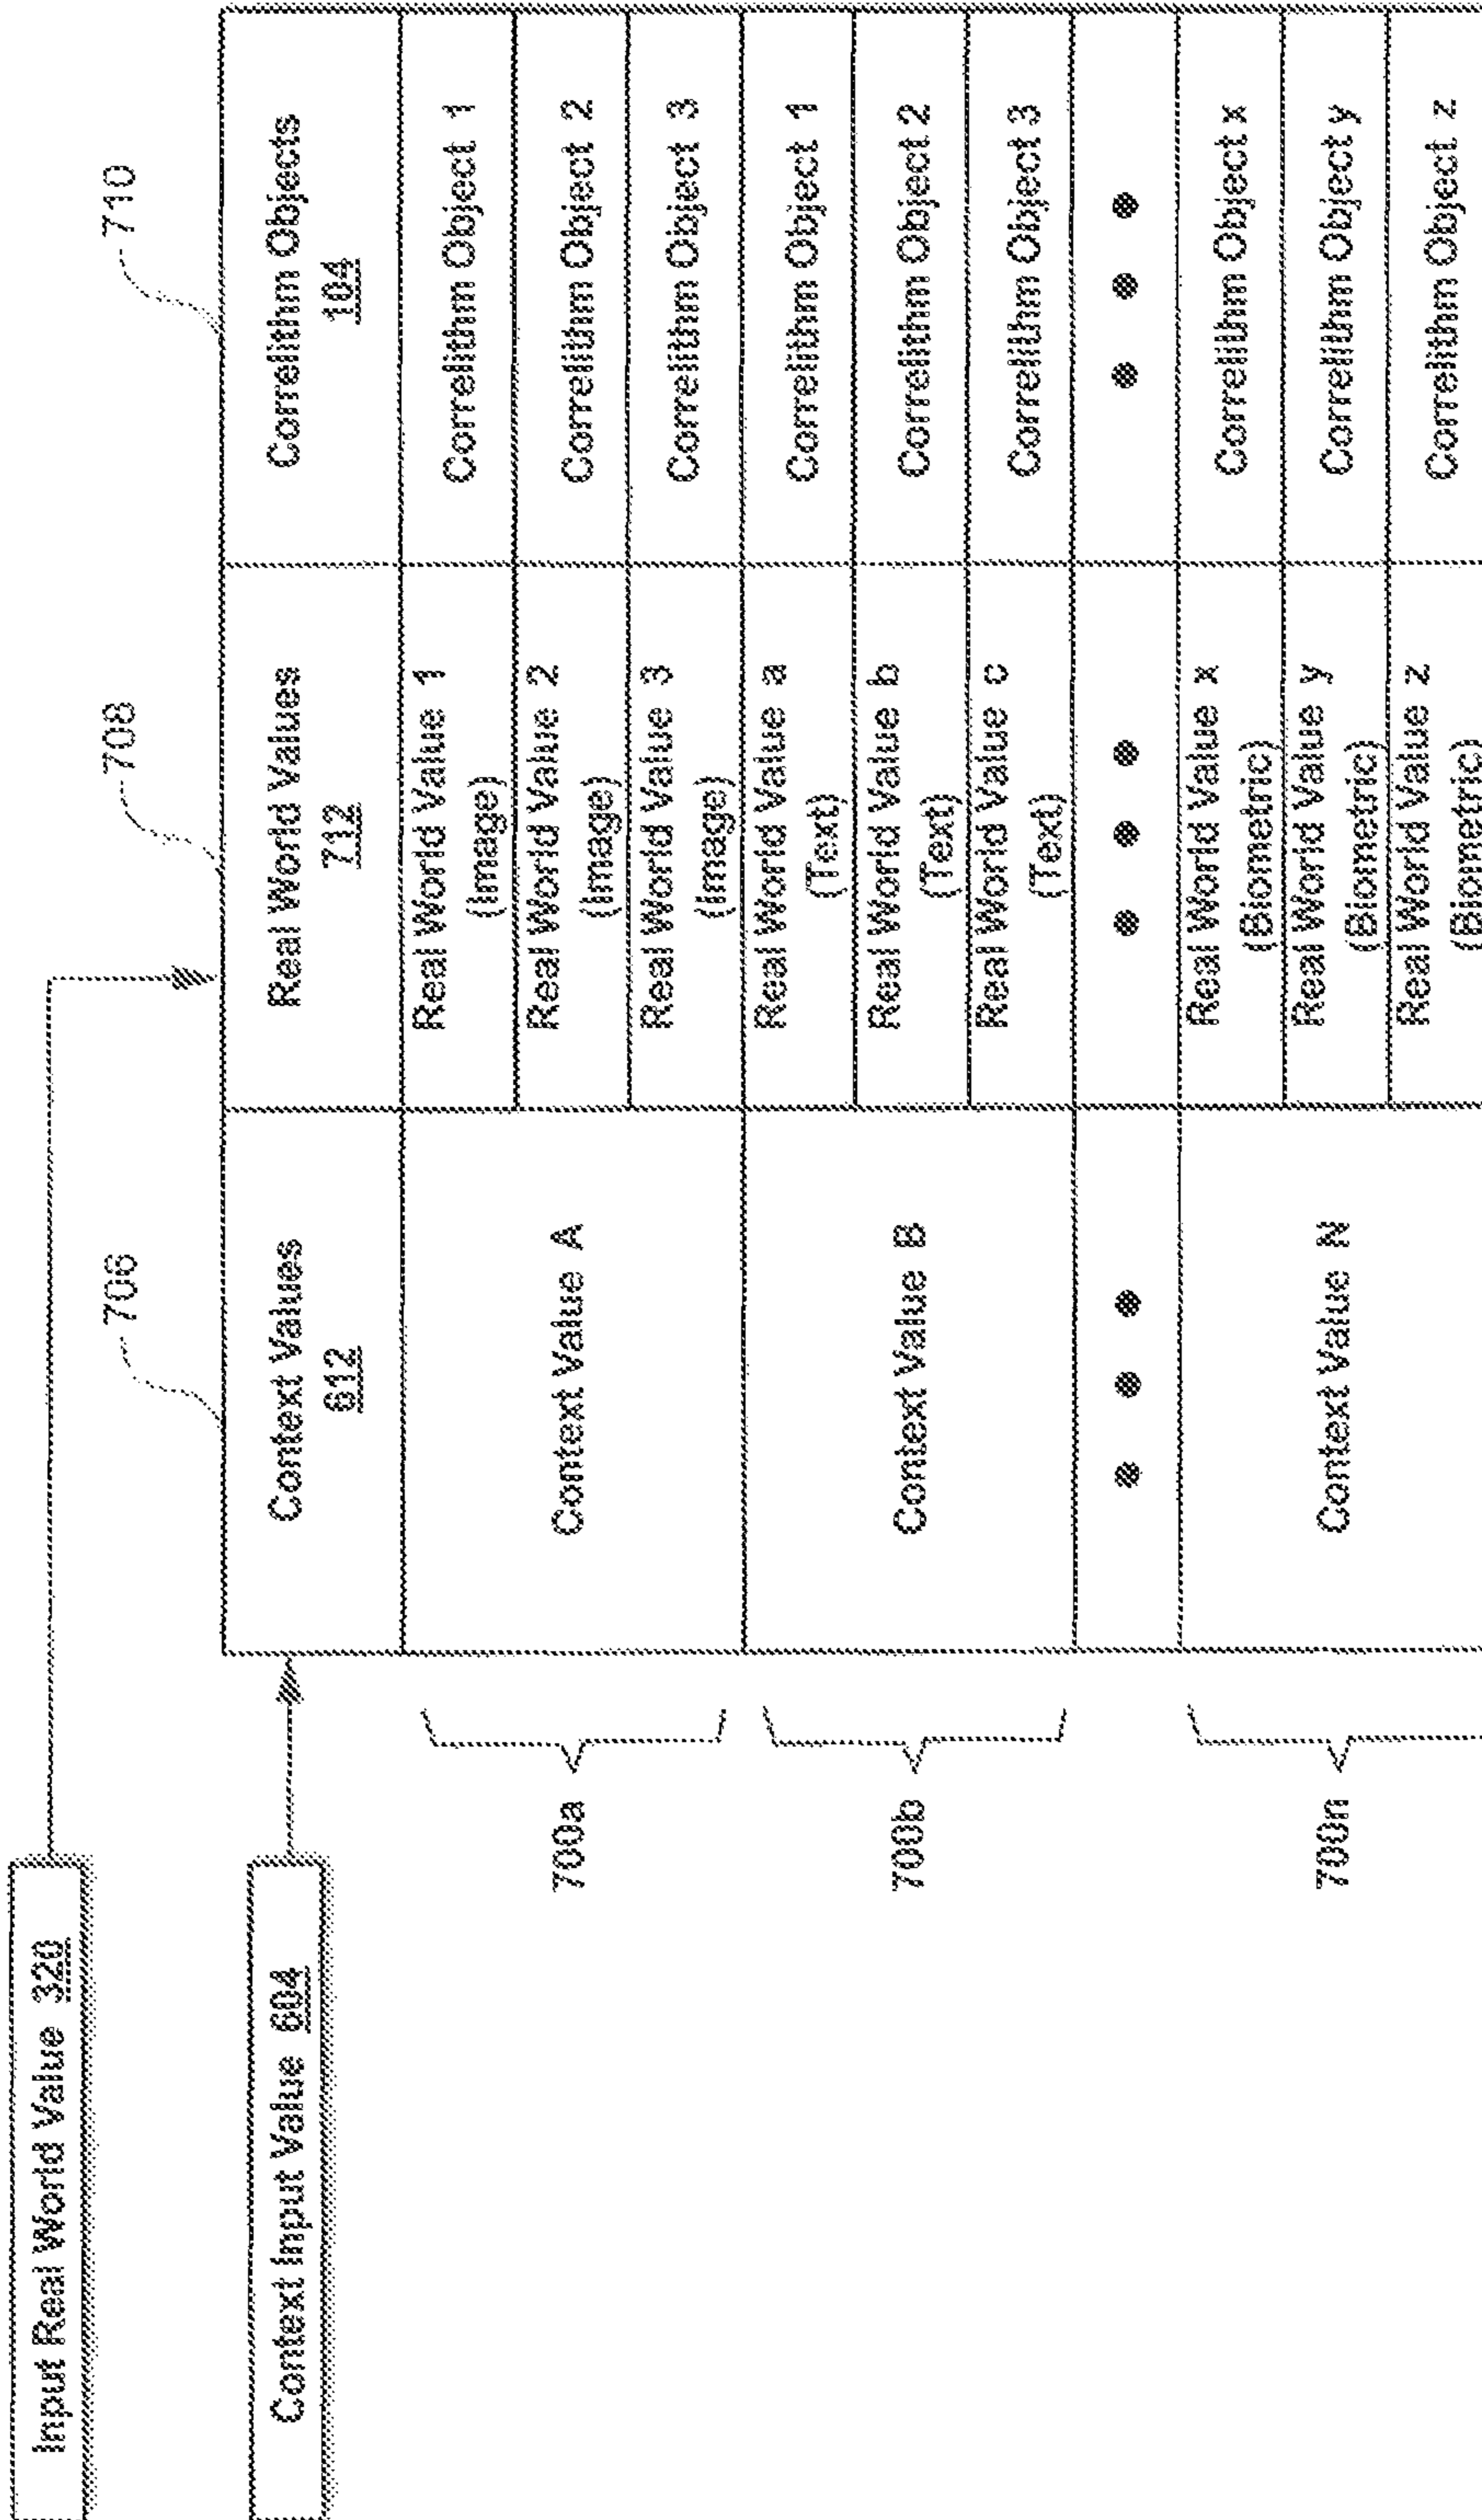 Input Real World Value 320
Context Input Value 604
706
708
710
Context Values
612
Real World Values
712
Correlithm Objects
104
700a
Context Value A
Real World Value 1
(Image)
Correlithm Object 1
Real World Value 2
(Image)
Correlithm Object 2
Real World Value 3
(Image)
Correlithm Object 3
700b
Context Value B
Real World Value a
(Text)
Correlithm Object 1
Real World Value b
(Text)
Correlithm Object 2
Real World Value c
(Text)
Correlithm Object 3
700n
Context Value N
Real World Value x
(Biometric)
Correlithm Object x
Real World Value y
(Biometric)
Correlithm Object y
Real World Value z
(Biometric)
Correlithm Object z